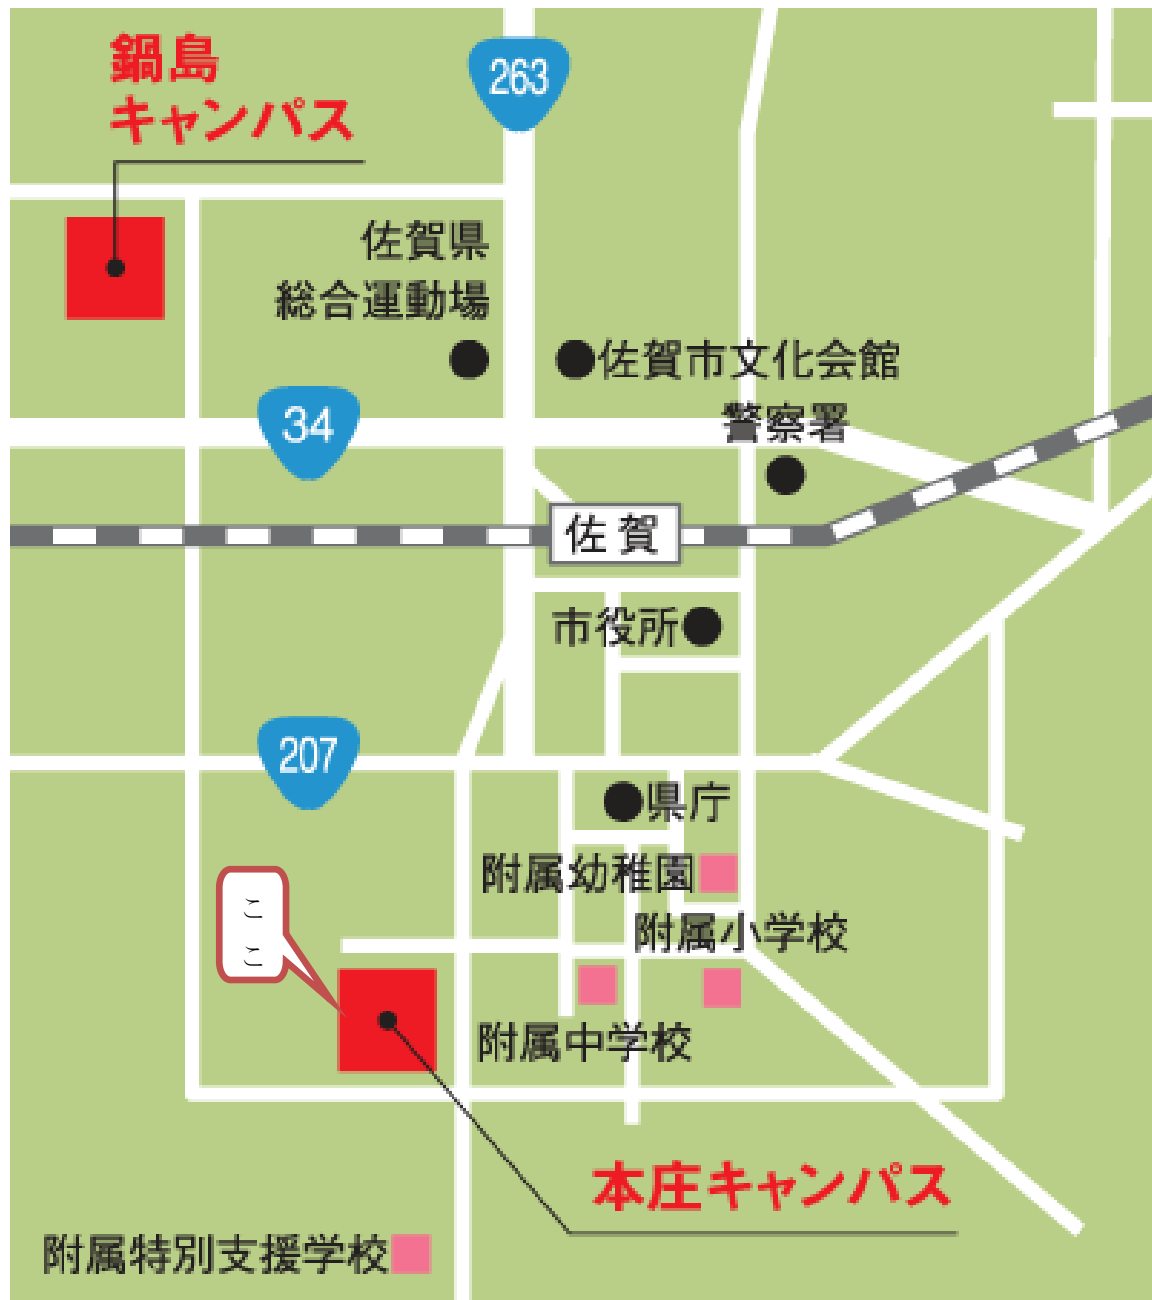 鍋島
キャンパス
263
佐賀県
総合運動場
佐賀市文化会館
34
警察署
佐賀
市役所
207
県庁
附属幼稚園
ここ
附属小学校
附属中学校
本庄キャンパス
附属特別支援学校